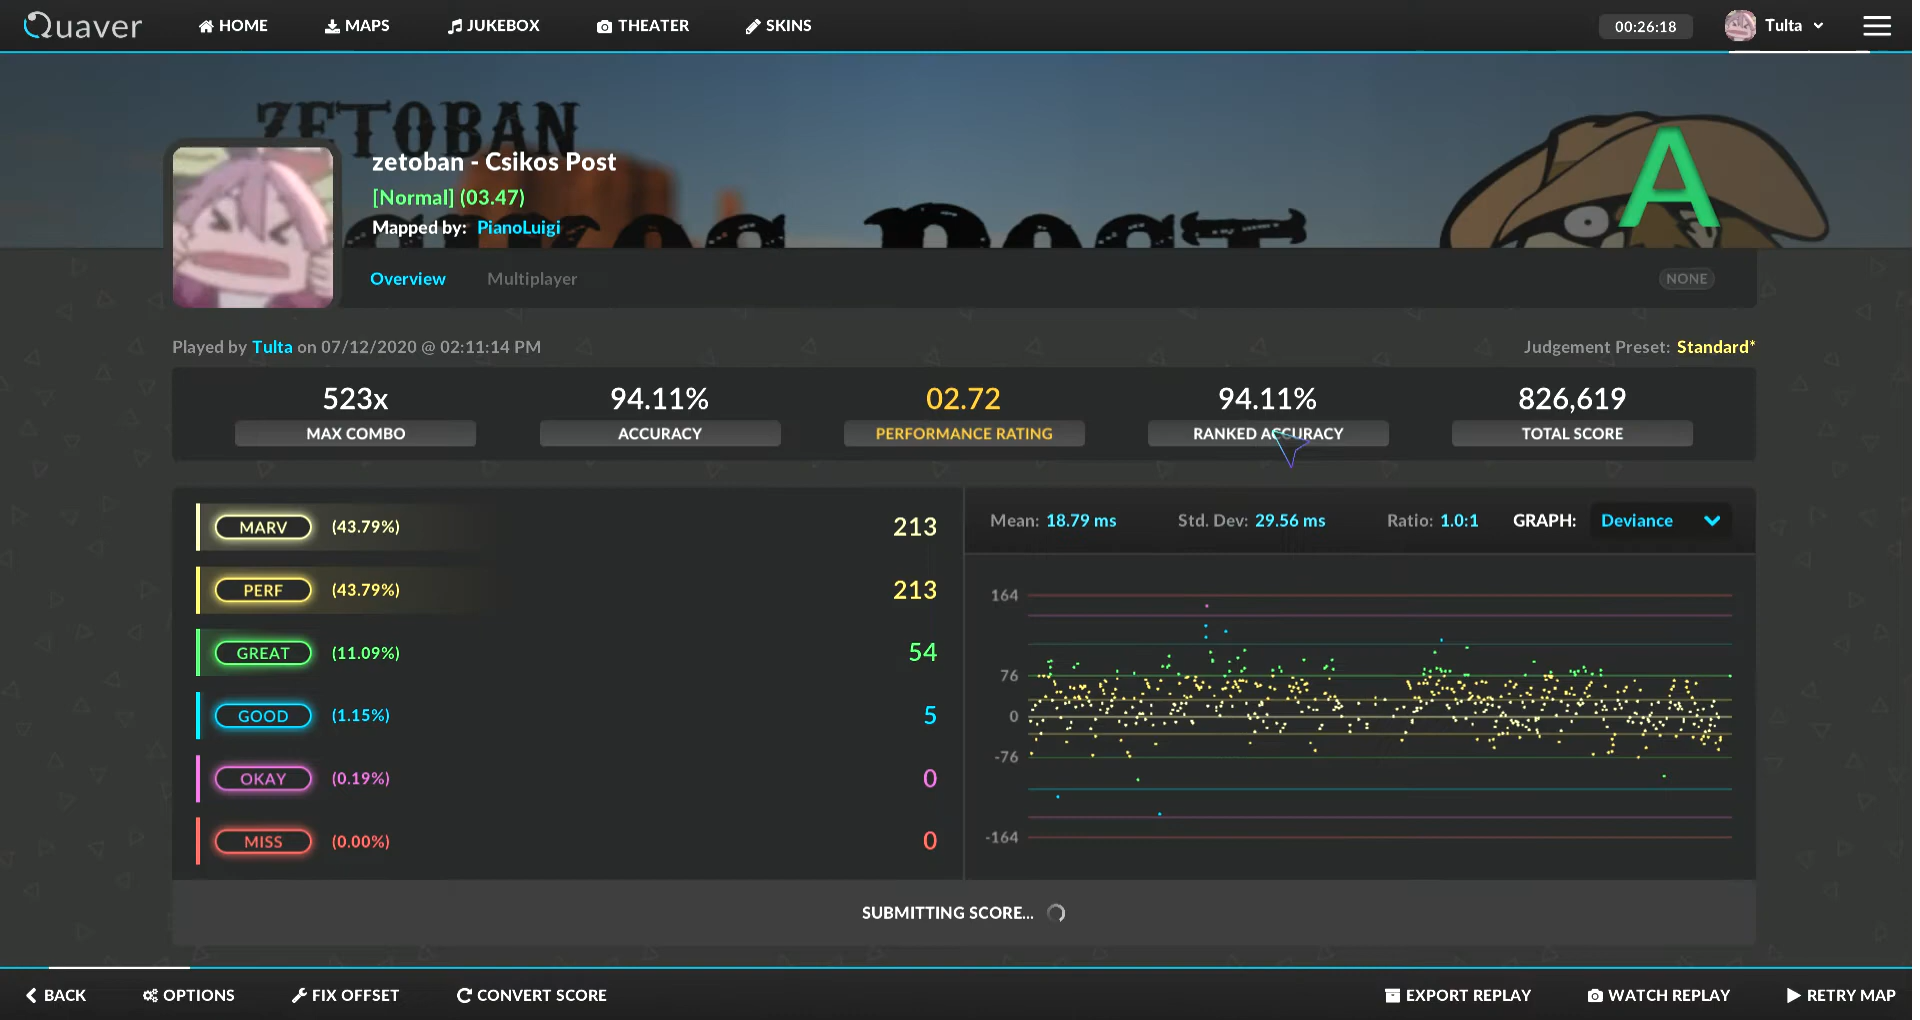 Quaver
HOME
MAPS
JUKEBOX
THEATER
SKINS
00:26:18
Tulta
ZETOBAN
zetoban - Csikos Post
[Normal] (03.47)
Mapped by: PianoLuigi
A
Overview
Multiplayer
NONE
Played by Tulta on 07/12/2020 @ 02:11:14 PM
Judgement Preset: Standard*
523x
94.11%
02.72
94.11%
826,619
MAX COMBO
ACCURACY
PERFORMANCE RATING
RANKED ACCURACY
TOTAL SCORE
MARV (43.79%) 213
PERF (43.79%) 213
GREAT (11.09%) 54
GOOD (1.15%) 5
OKAY (0.19%) 0
MISS (0.00%) 0
Mean: 18.79 ms
Std. Dev: 29.56 ms
Ratio: 1.0:1
GRAPH: Deviance
164
76
0
-76
-164
SUBMITTING SCORE...
BACK
OPTIONS
FIX OFFSET
CONVERT SCORE
EXPORT REPLAY
WATCH REPLAY
RETRY MAP